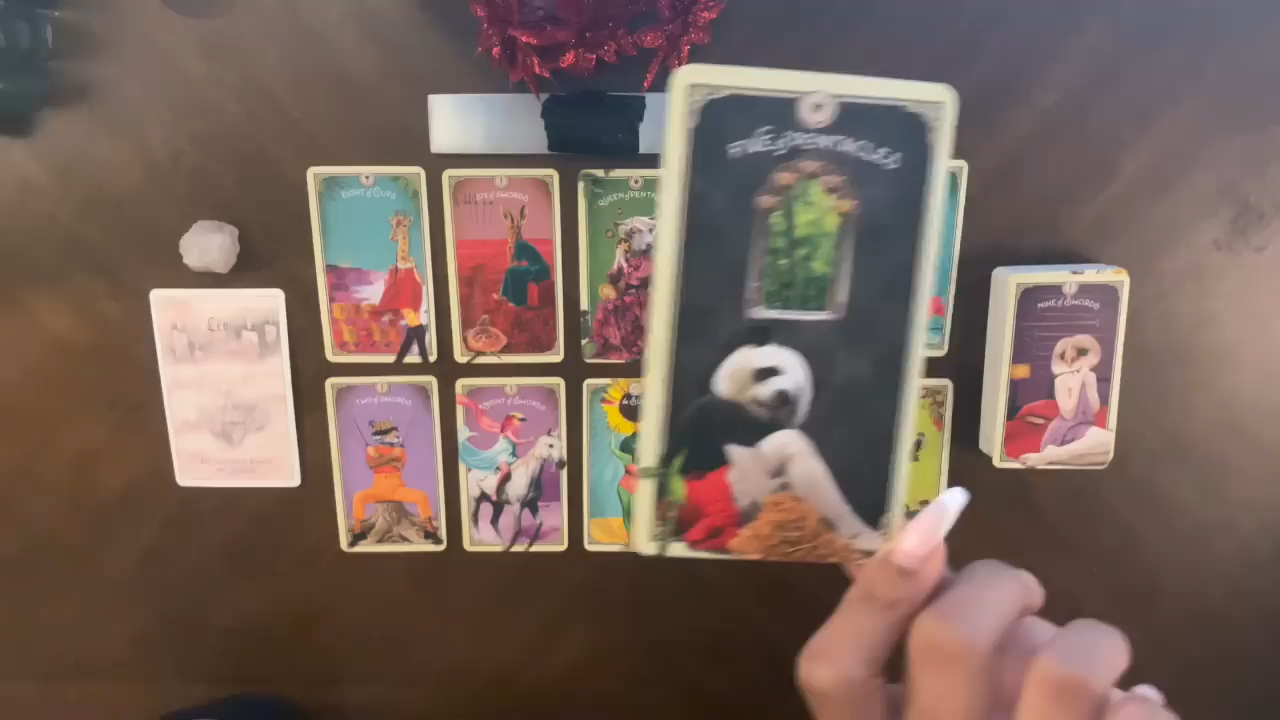 FIVE of PENTACLES
EIGHT of CUPS
SIX of SWORDS
QUEEN of PENT
NINE of SWORDS
Leo
TWO of SWORDS
KNIGHT of SWORDS